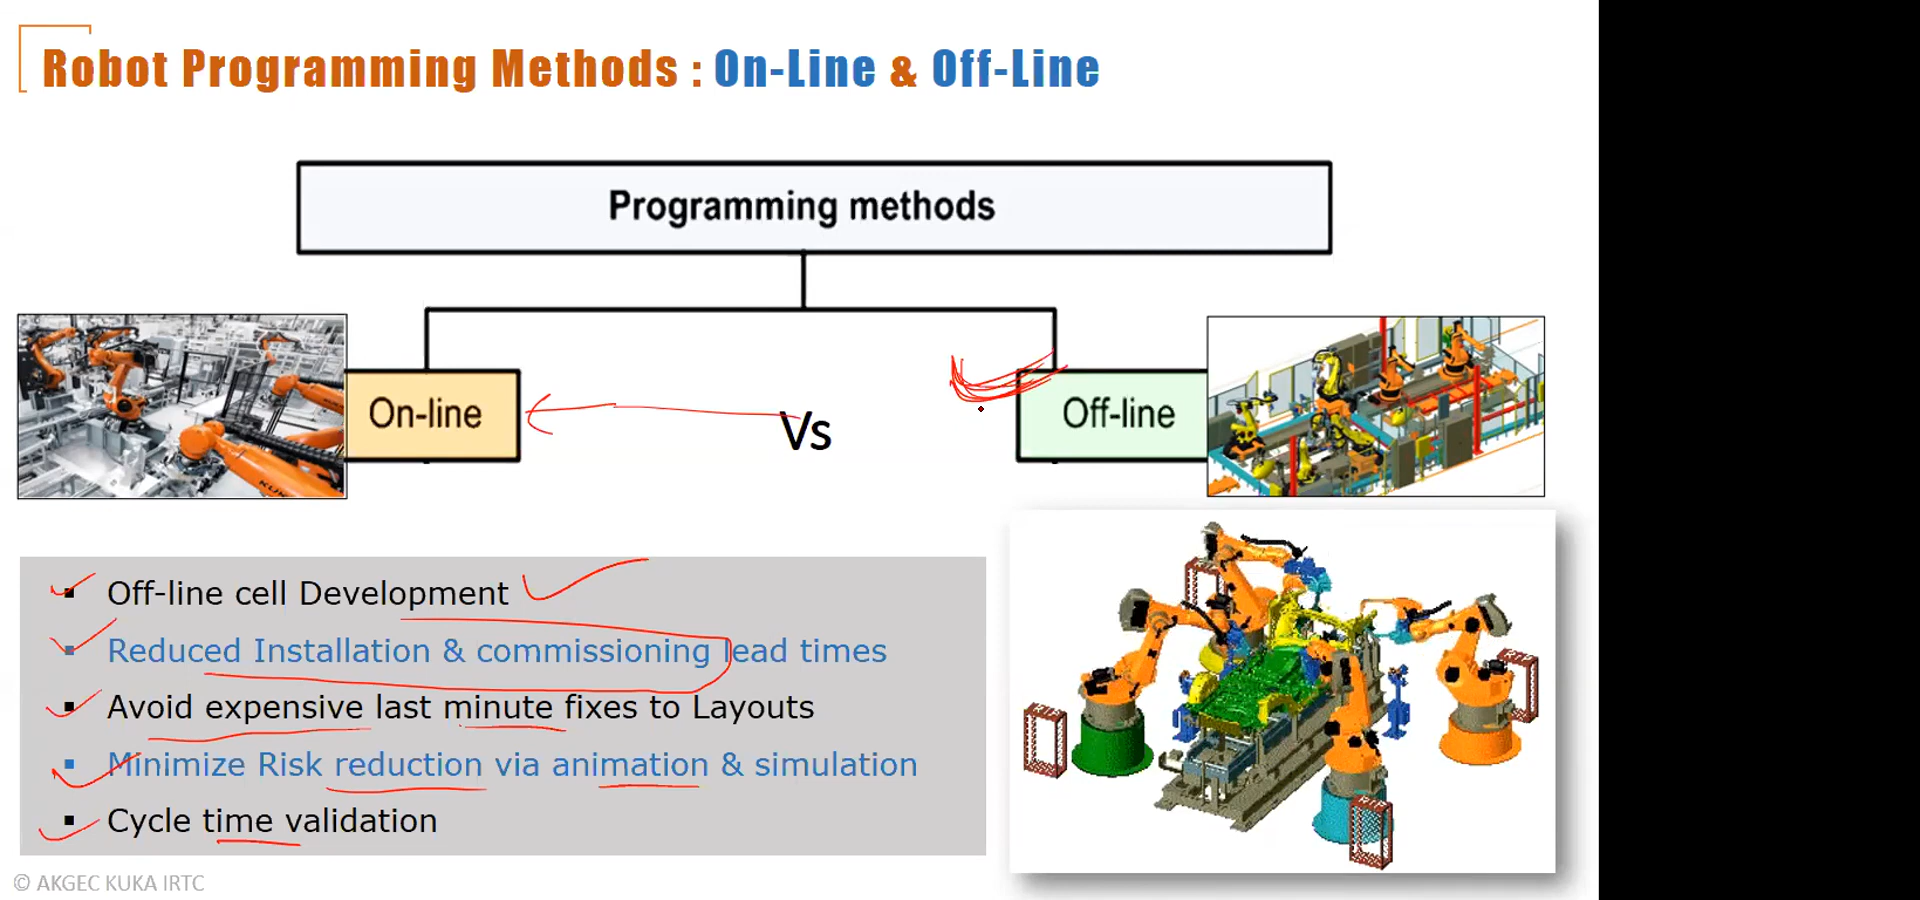 Robot Programming Methods : On-Line & Off-Line
Programming methods
On-line
Vs
Off-line
Off-line cell Development
Reduced Installation & commissioning lead times
Avoid expensive last minute fixes to Layouts
Minimize Risk reduction via animation & simulation
Cycle time validation
© AKGEC KUKA IRTC